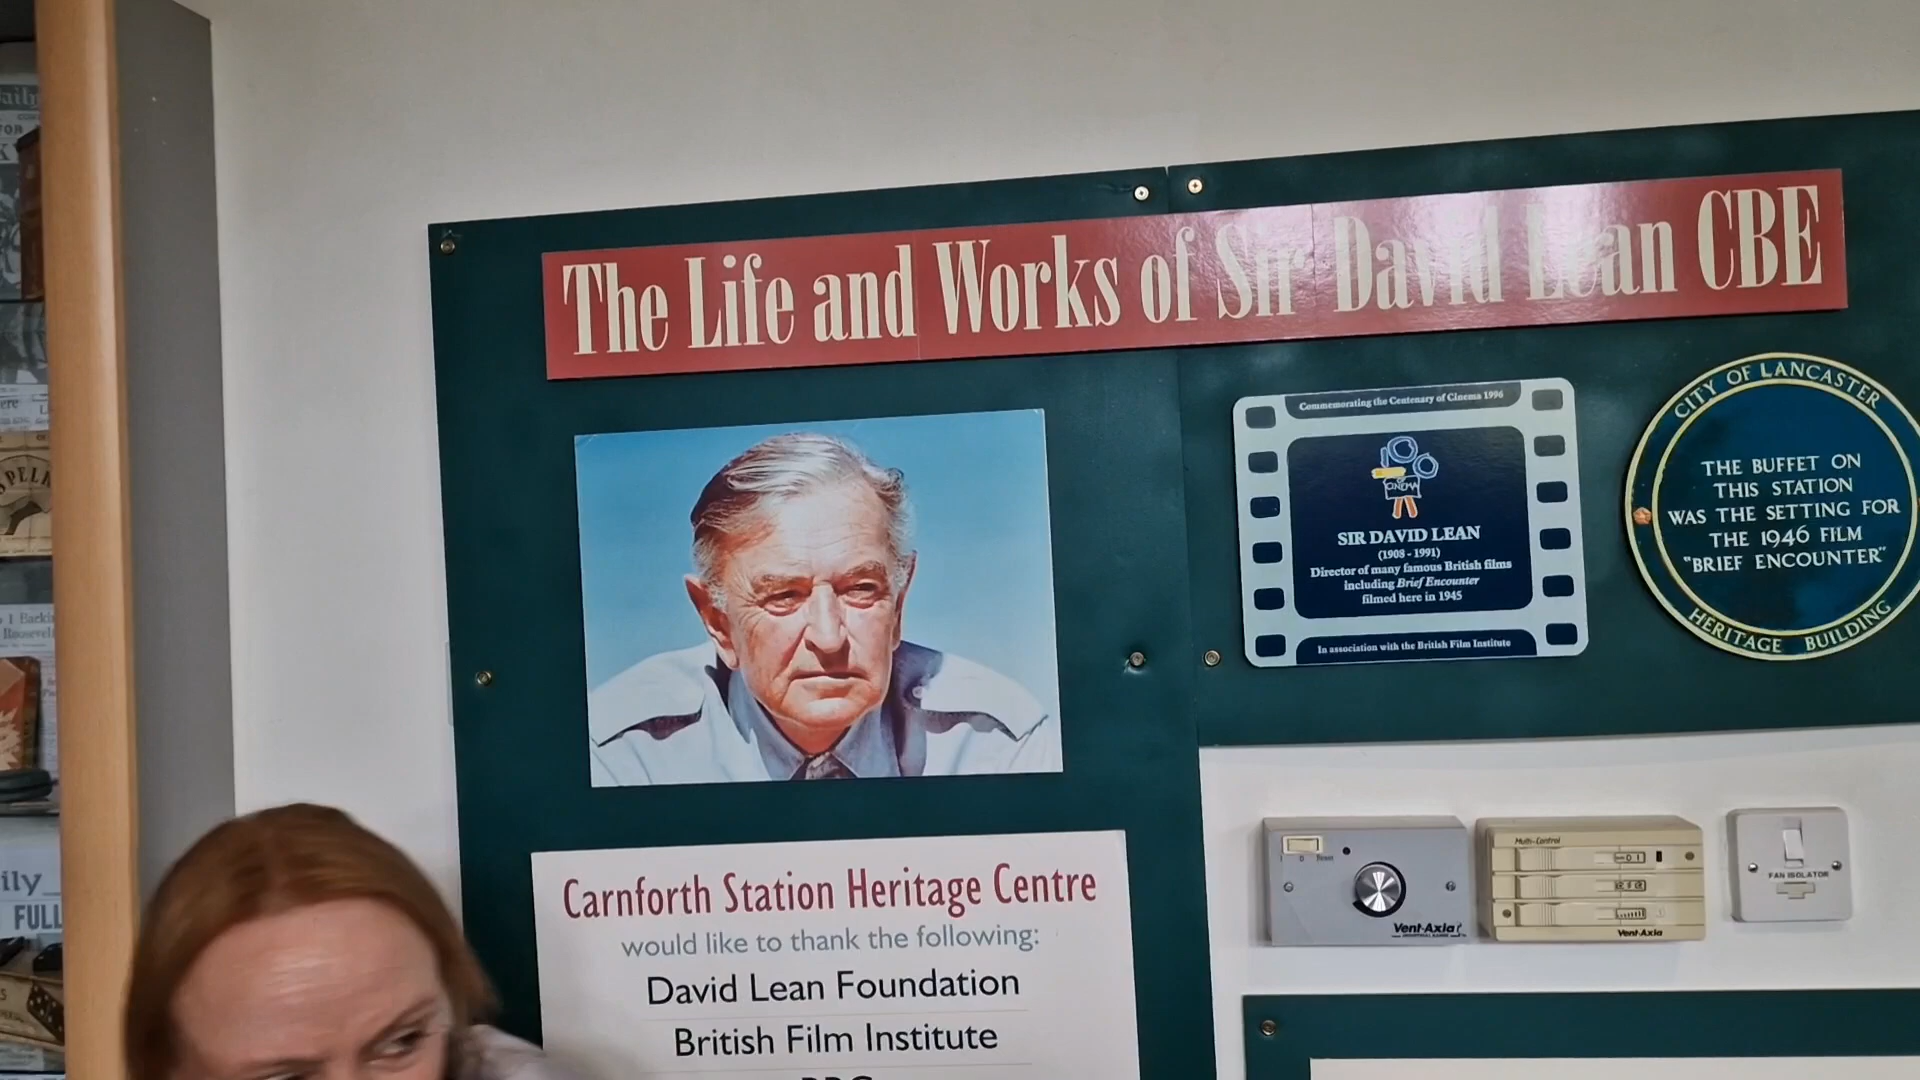 The Life and Works of Sir David Lean CBE
Commemorating the Centenary of Cinema 1996
CINEMA
SIR DAVID LEAN
(1908 - 1991)
Director of many famous British films
including Brief Encounter
filmed here in 1945
In association with the British Film Institute
CITY OF LANCASTER
THE BUFFET ON
THIS STATION
WAS THE SETTING FOR
THE 1946 FILM
"BRIEF ENCOUNTER"
HERITAGE BUILDING
Carnforth Station Heritage Centre
would like to thank the following:
David Lean Foundation
British Film Institute
Reset
Vent-Axia
Multi-Control
Vent-Axia
FAN ISOLATOR
Roosevelt
FULL